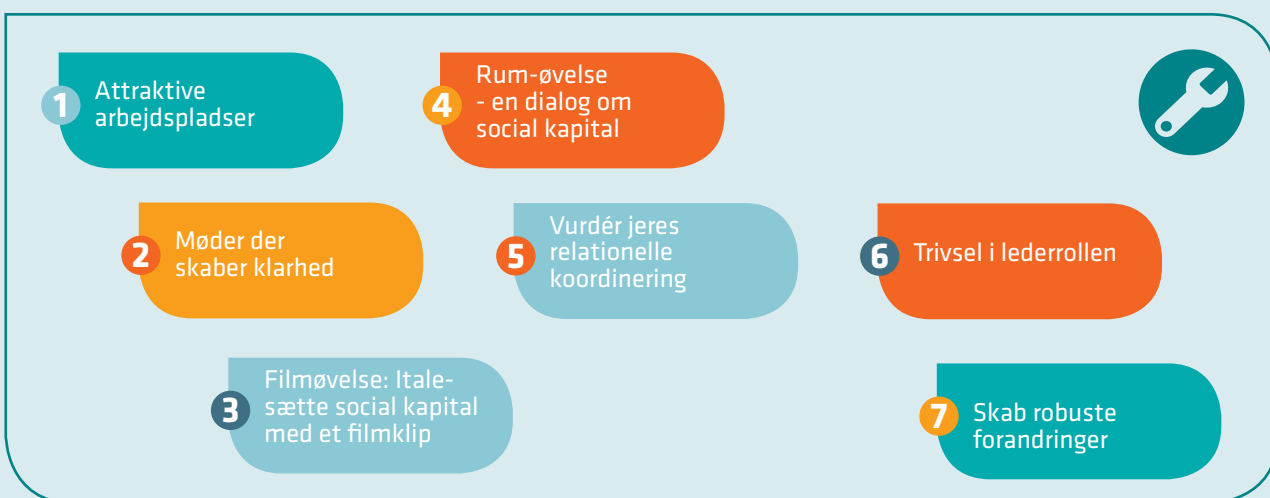 1
Attraktive
arbejdspladser
2
Møder der
skaber klarhed
3
Filmøvelse: Itale-
sætte social kapital
med et filmklip
4
Rum-øvelse
- en dialog om
social kapital
5
Vurdér jeres
relationelle
koordinering
6
Trivsel i lederrollen
7
Skab robuste
forandringer